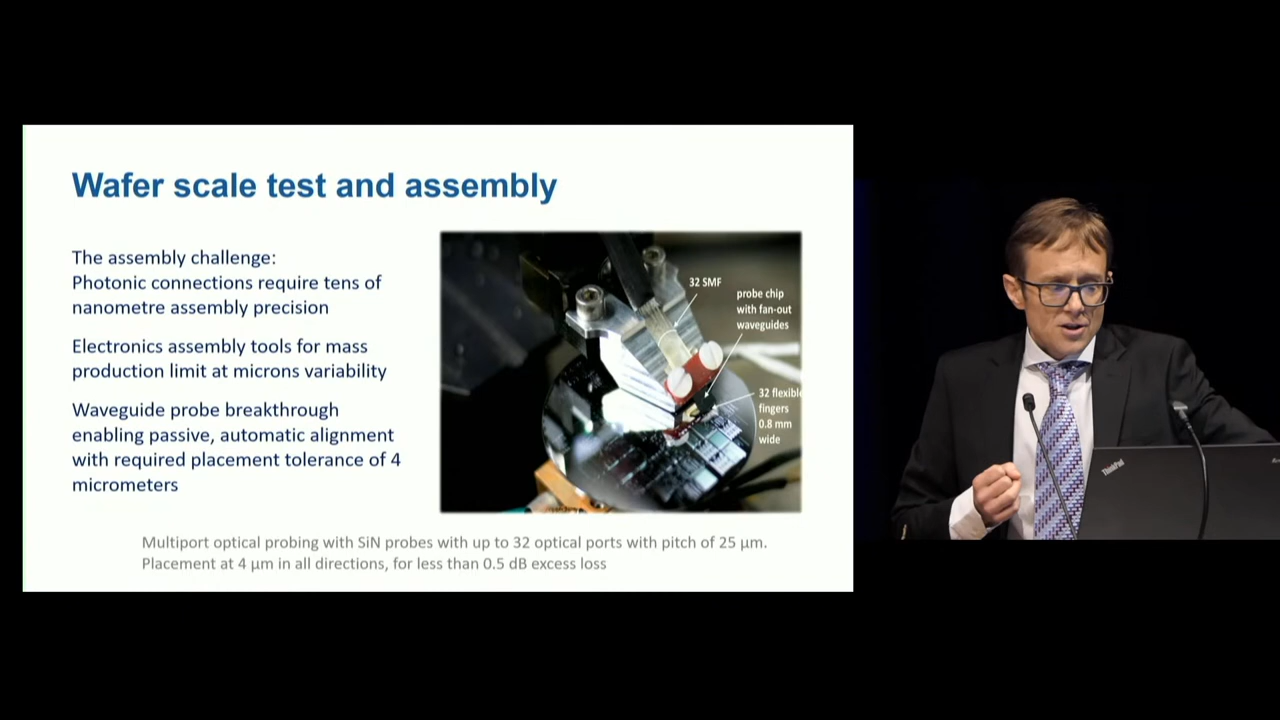 Wafer scale test and assembly
The assembly challenge:
Photonic connections require tens of
nanometre assembly precision
Electronics assembly tools for mass
production limit at microns variability
Waveguide probe breakthrough
enabling passive, automatic alignment
with required placement tolerance of 4
micrometers
32 SMF
probe chip
with fan-out
waveguides
32 flexible
fingers
0.8 mm
wide
Multiport optical probing with SiN probes with up to 32 optical ports with pitch of 25 µm.
Placement at 4 µm in all directions, for less than 0.5 dB excess loss
ThinkPad